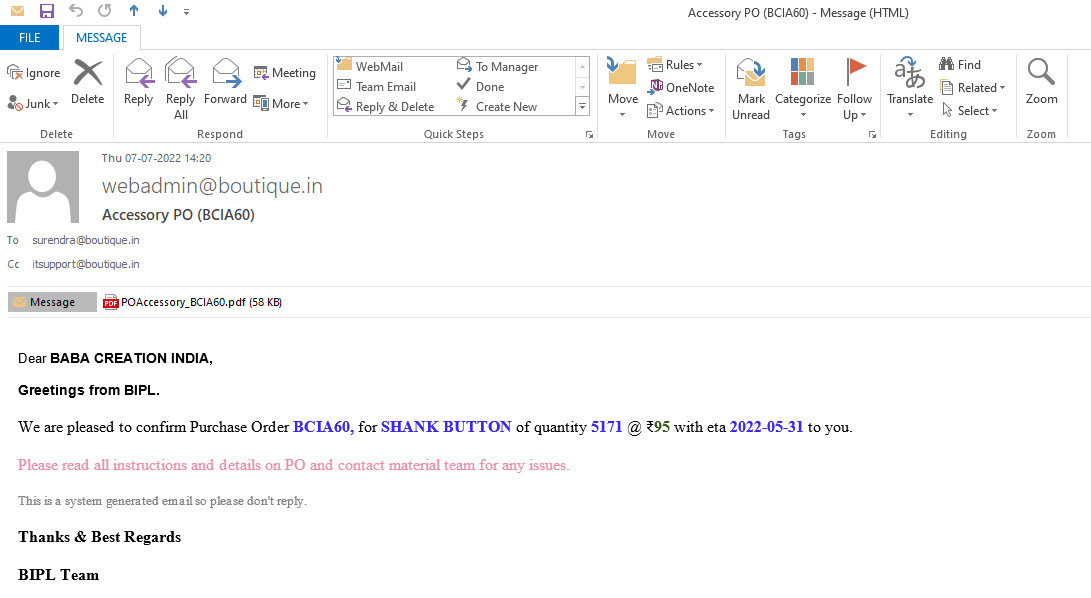 Accessory PO (BCIA60) - Message (HTML)
FILE MESSAGE
Ignore
Junk
Delete
Delete
Reply
Reply All
Forward
Meeting
More
Respond
WebMail To Manager
Team Email Done
Reply & Delete Create New
Quick Steps
Move
Rules
OneNote
Actions
Move
Mark Unread
Categorize
Follow Up
Tags
Translate
Find
Related
Select
Editing
Zoom
Zoom
Thu 07-07-2022 14:20
webadmin@boutique.in
Accessory PO (BCIA60)
To surendra@boutique.in
Cc itsupport@boutique.in
Message PDF POAccessory_BCIA60.pdf (58 KB)
Dear BABA CREATION INDIA,
Greetings from BIPL.
We are pleased to confirm Purchase Order BCIA60, for SHANK BUTTON of quantity 5171 @ ₹95 with eta 2022-05-31 to you.
Please read all instructions and details on PO and contact material team for any issues.
This is a system generated email so please don't reply.
Thanks & Best Regards
BIPL Team